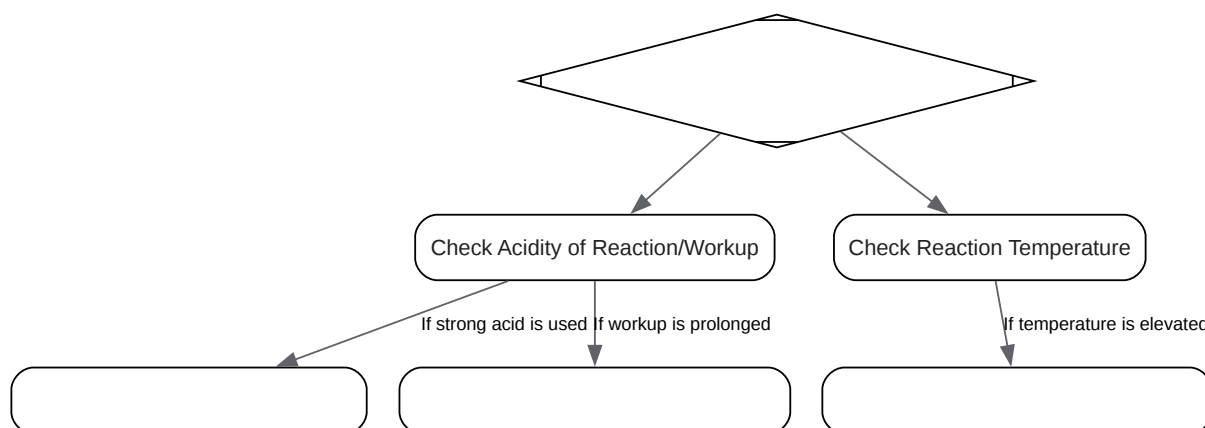 Check Acidity of Reaction/Workup
Check Reaction Temperature
If strong acid is used
If workup is prolonged
If temperature is elevated